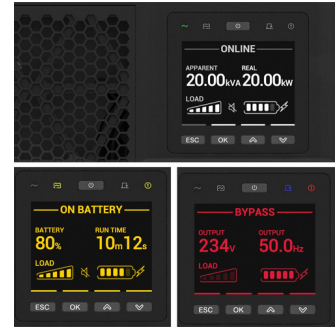 ONLINE
APPARENT REAL
20.00kVA 20.00kW
LOAD
ESC OK
ON BATTERY
BATTERY RUN TIME
80% 10m12s
LOAD
ESC OK
BYPASS
OUTPUT OUTPUT
234V 50.0Hz
LOAD
ESC OK